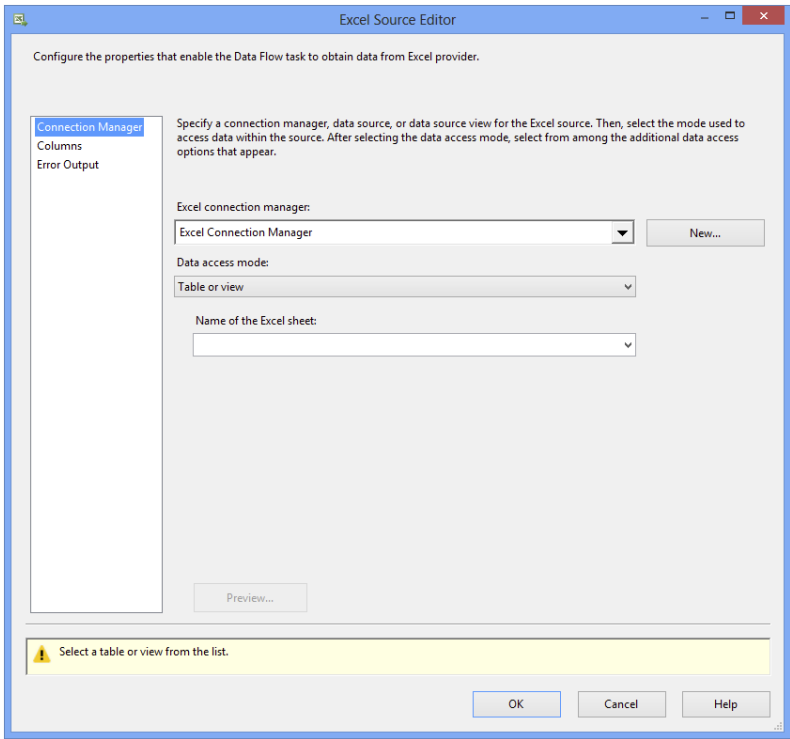 Excel Source Editor
Configure the properties that enable the Data Flow task to obtain data from Excel provider.
Connection Manager
Columns
Error Output
Specify a connection manager, data source, or data source view for the Excel source. Then, select the mode used to
access data within the source. After selecting the data access mode, select from among the additional data access
options that appear.
Excel connection manager:
Excel Connection Manager
New...
Data access mode:
Table or view
Name of the Excel sheet:
Preview...
Select a table or view from the list.
OK
Cancel
Help